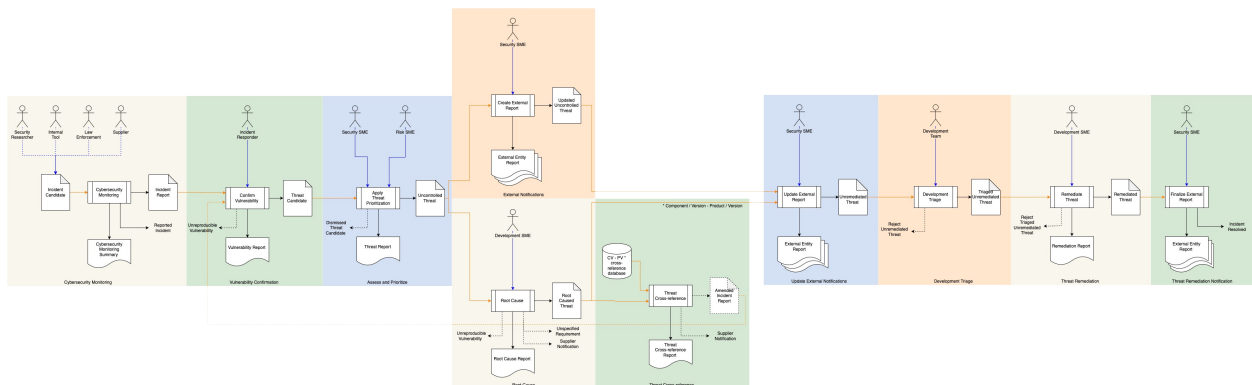 Security
Researcher
Internal
Tool
Law
Enforcement
Supplier
Incident
Candidate
Cybersecurity
Monitoring
Incident
Report
Reported
Incident
Cybersecurity
Monitoring
Summary
Cybersecurity Monitoring
Incident
Responder
Confirm
Vulnerability
Threat
Candidate
Unreproducible
Vulnerability
Vulnerability Report
Vulnerability Confirmation
Security SME
Risk SME
Apply
Threat
Prioritization
Uncontroled
Threat
Dismissed
Threat
Candidate
Threat Report
Assess and Prioritize
Security SME
Create External
Report
Updated
Uncontroled
Threat
External Entity
Report
External Notifications
Development SME
Root Cause
Root
Caused
Threat
Unreproducible
Vulnerability
Unspecified
Requirement
Supplier
Notification
Root Cause Report
Root Cause
* Component / Version - Product / Version
CV - PV *
cross-
reference
database
Threat
Cross-reference
Amended
Incident
Report
Supplier
Notification
Threat
Cross-reference
Report
Threat Cross-reference
Security SME
Update External
Report
Unremediated
Threat
External Entity
Report
Update External Notifications
Development
Team
Development
Triage
Triaged
Unremediated
Threat
Reject
Unremediated
Threat
Development Triage
Development SME
Remediate
Threat
Remediated
Threat
Reject
Triaged
Unremediated
Threat
Remediation Report
Threat Remediation
Security SME
Finalize External
Report
Incident
Resolved
External Entity
Report
Threat Remediation Notification